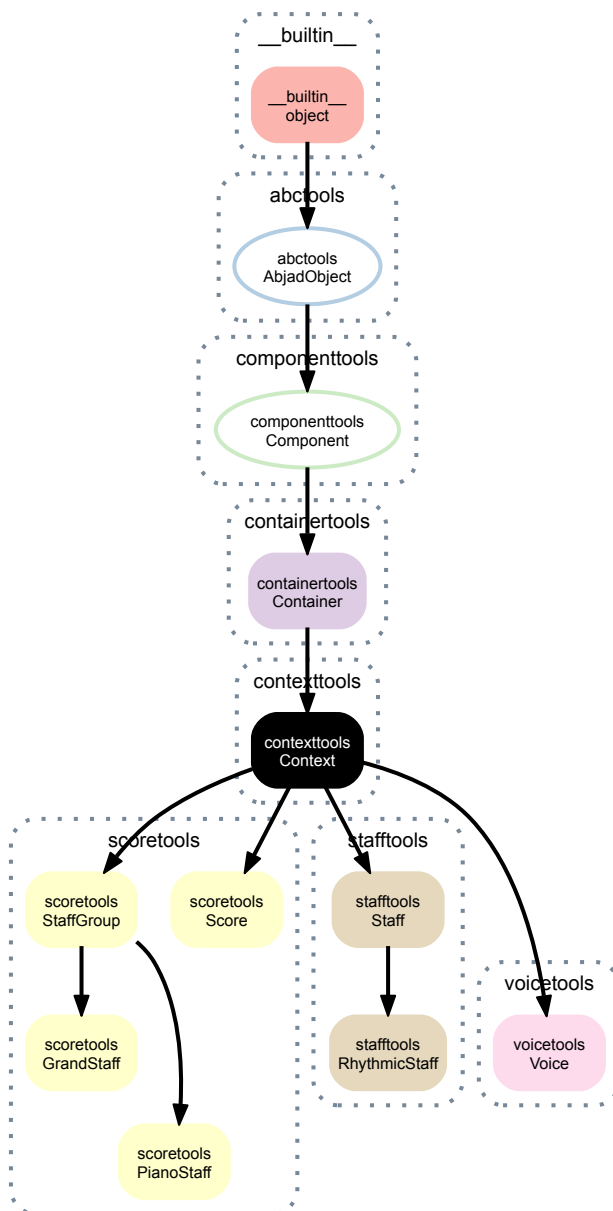 __builtin__
__builtin__
object
abctools
abctools
AbjadObject
componenttools
componenttools
Component
containertools
containertools
Container
contexttools
contexttools
Context
scoretools
stafftools
scoretools
StaffGroup
scoretools
Score
stafftools
Staff
voicetools
scoretools
GrandStaff
stafftools
RhythmicStaff
voicetools
Voice
scoretools
PianoStaff